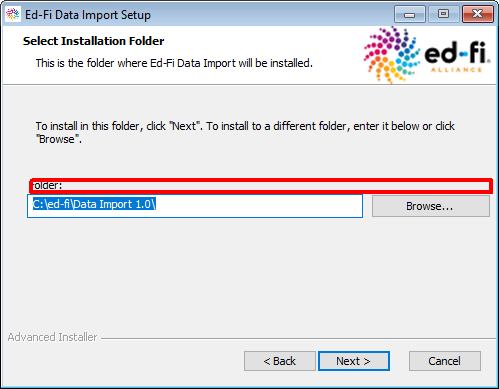 Ed-Fi Data Import Setup
Select Installation Folder
This is the folder where Ed-Fi Data Import will be installed.
ed-fi
ALLIANCE
To install in this folder, click "Next". To install to a different folder, enter it below or click
"Browse".
Folder:
C:\ed-fi\Data Import 1.0\
Browse...
Advanced Installer
< Back
Next >
Cancel